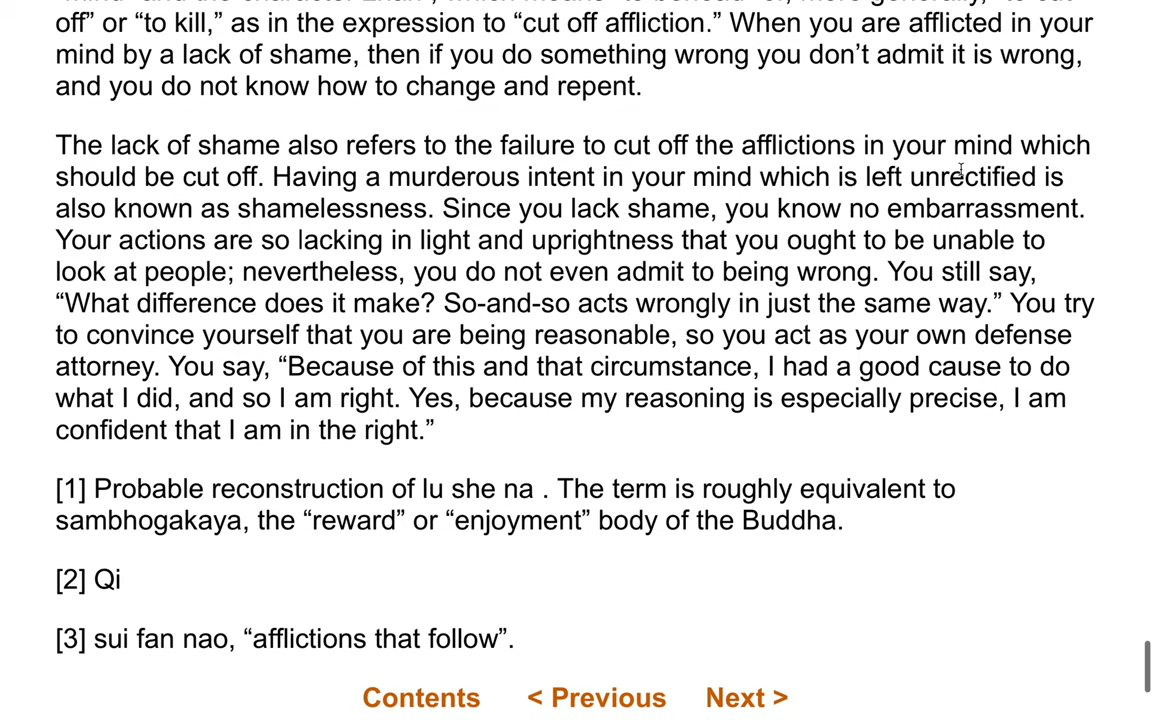 off” or “to kill,” as in the expression to “cut off affliction.” When you are afflicted in your
mind by a lack of shame, then if you do something wrong you don’t admit it is wrong,
and you do not know how to change and repent.
The lack of shame also refers to the failure to cut off the afflictions in your mind which
should be cut off. Having a murderous intent in your mind which is left unrectified is
also known as shamelessness. Since you lack shame, you know no embarrassment.
Your actions are so lacking in light and uprightness that you ought to be unable to
look at people; nevertheless, you do not even admit to being wrong. You still say,
“What difference does it make? So-and-so acts wrongly in just the same way.” You try
to convince yourself that you are being reasonable, so you act as your own defense
attorney. You say, “Because of this and that circumstance, I had a good cause to do
what I did, and so I am right. Yes, because my reasoning is especially precise, I am
confident that I am in the right.”
[1] Probable reconstruction of lu she na . The term is roughly equivalent to
sambhogakaya, the “reward” or “enjoyment” body of the Buddha.
[2] Qi
[3] sui fan nao, “afflictions that follow”.
Contents < Previous Next >